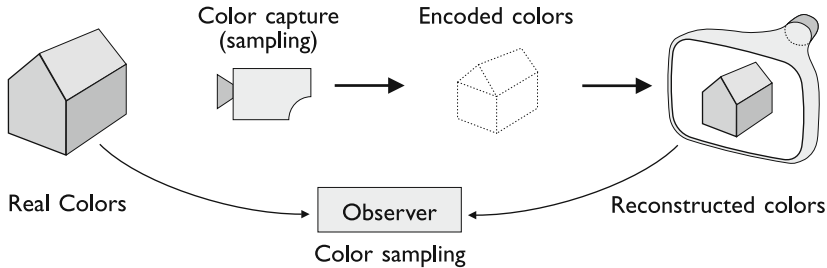 Color capture
(sampling)
Encoded colors
Real Colors
Observer
Color sampling
Reconstructed colors